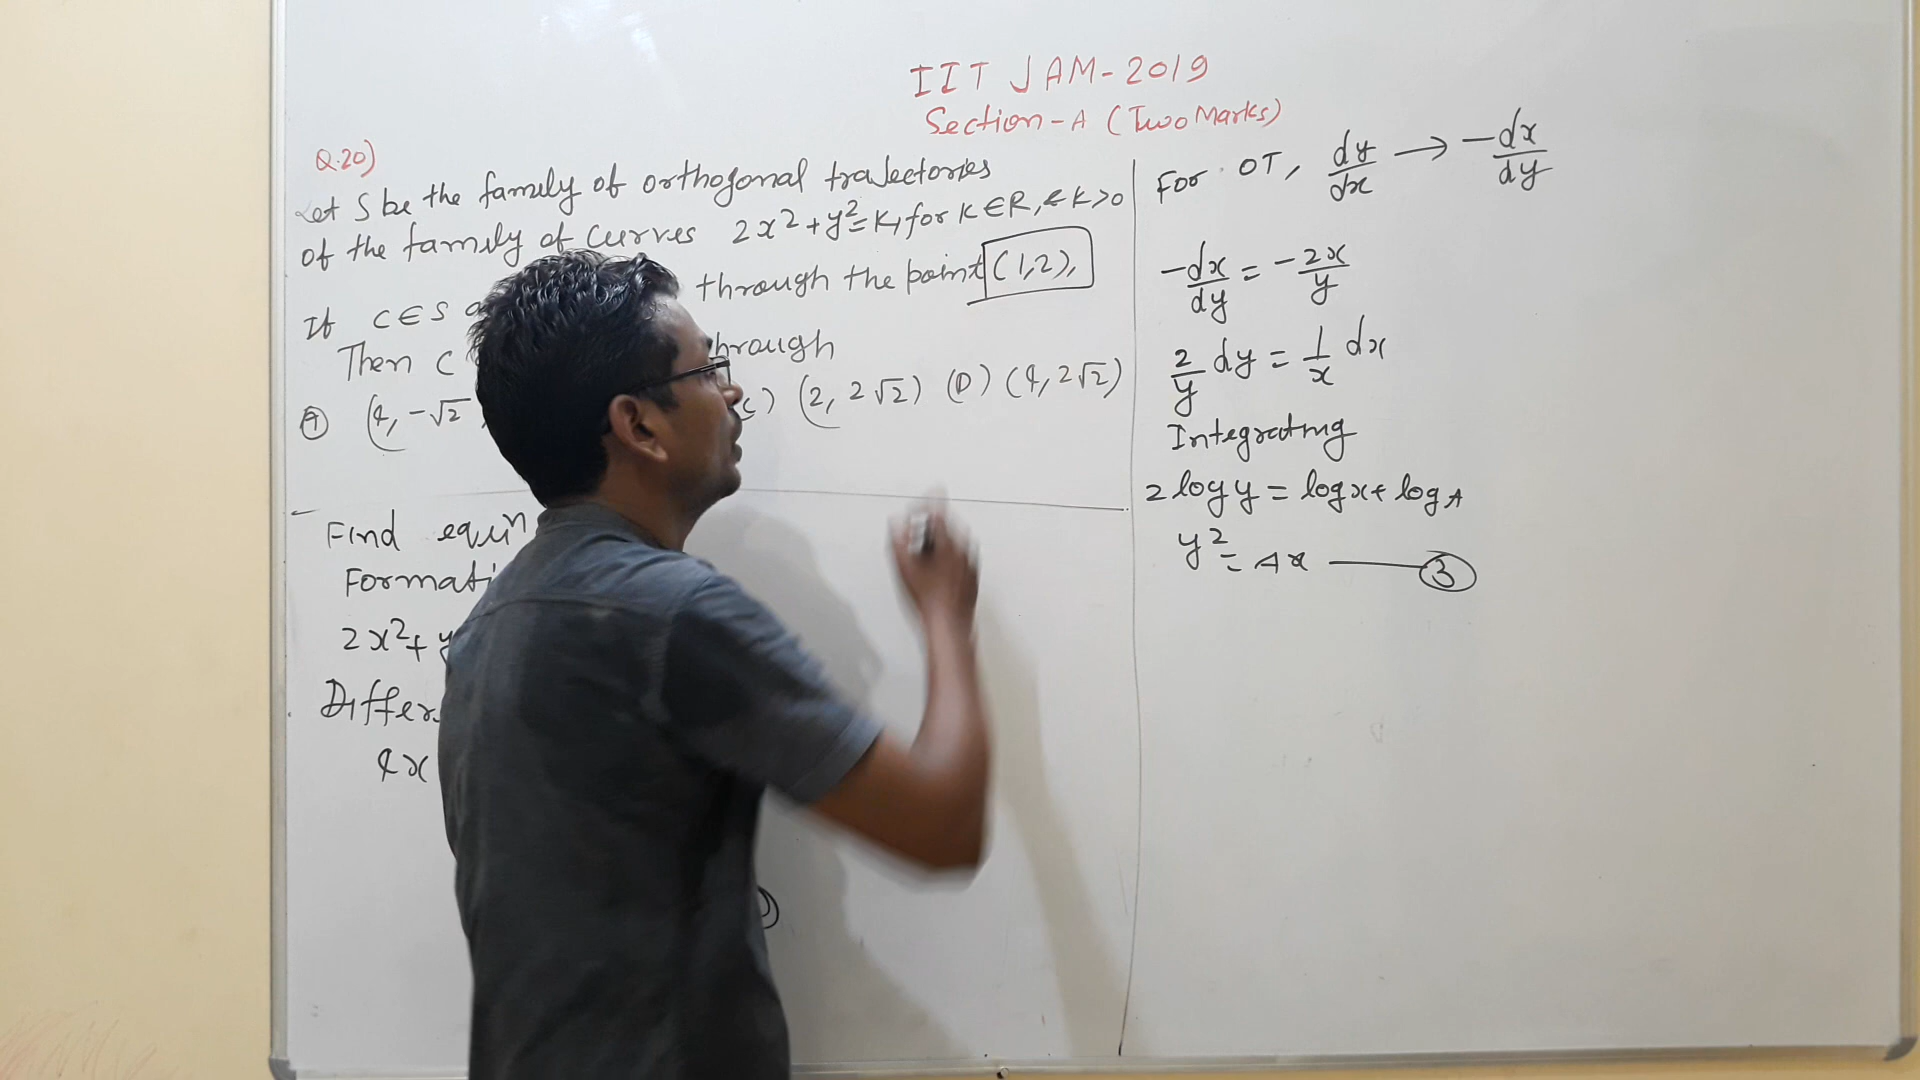 IIT JAM-2019
Section-A (Two Marks)
Q.20)
Let S be the family of orthogonal trajectories
of the family of curves 2x²+y²=k, for k∈R, & k>0
If C∈S through the point (1,2),
Then C through
(4, -√2 C) (2, 2√2) (D) (4, 2√2)
Find equⁿ
2x²+y
4x
For OT, dy/dx → -dx/dy
-dx/dy = -2x/y
2/y dy = 1/x dx
Integrating
2 log y = log x + log A
y² = Ax — 3